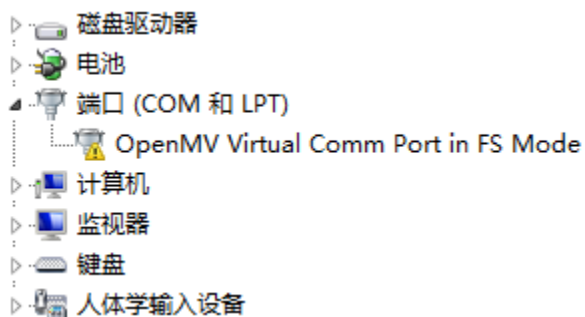 磁盘驱动器
电池
端口 (COM 和 LPT)
OpenMV Virtual Comm Port in FS Mode
计算机
监视器
键盘
人体学输入设备